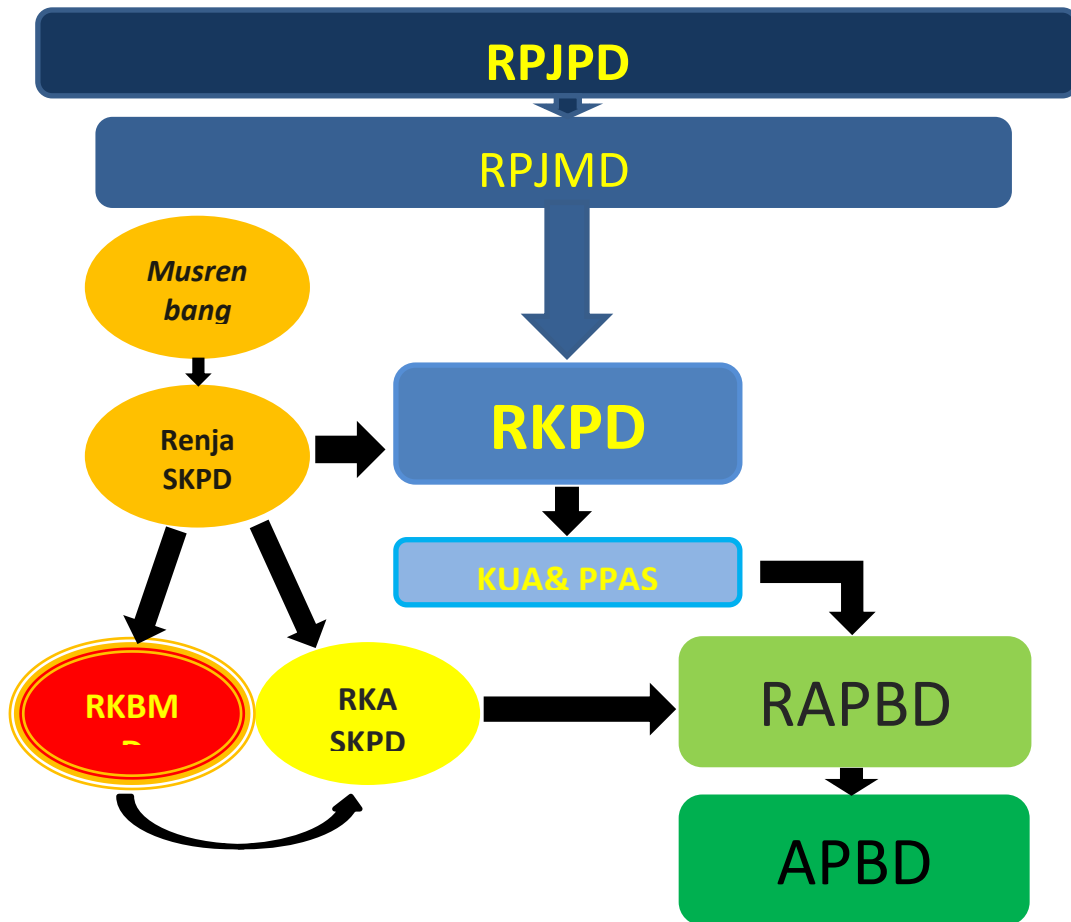 RPJPD
RPJMD
Musren
bang
Renja
SKPD
RKPD
KUA& PPAS
RKBM
D
RKA
SKPD
RAPBD
APBD